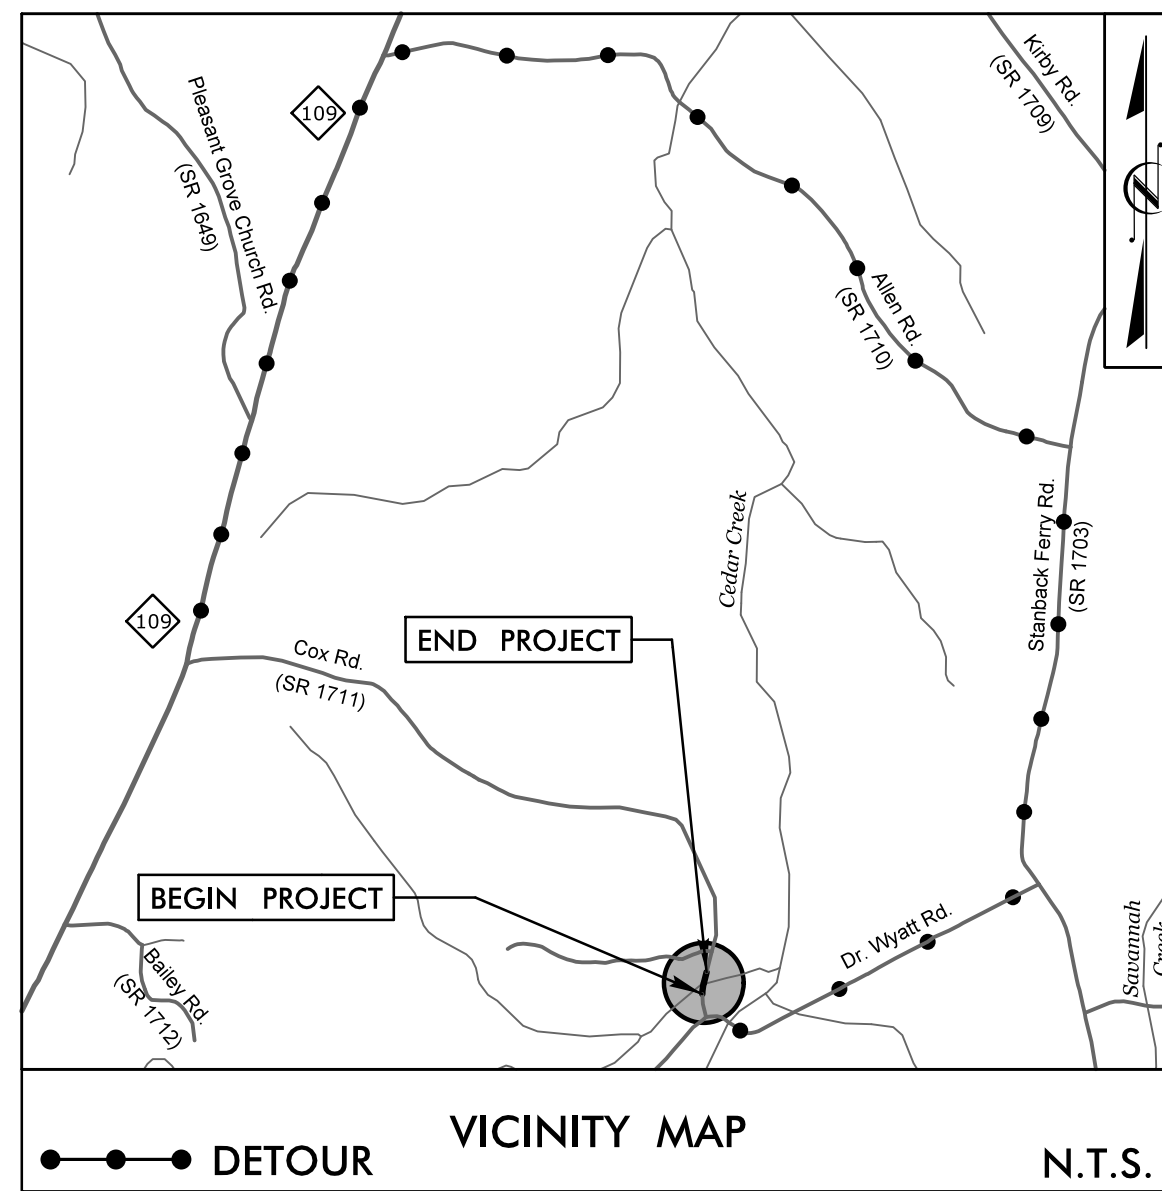 Kirby Rd.
(SR 1709)
109
Pleasant Grove Church Rd.
(SR 1649)
Allen Rd.
(SR 1710)
Cedar Creek
Stanback Ferry Rd.
(SR 1703)
109
END PROJECT
Cox Rd.
(SR 1711)
BEGIN PROJECT
Dr. Wyatt Rd.
Savannah
Creek
Bailey Rd.
(SR 1712)
VICINITY MAP
DETOUR
N.T.S.